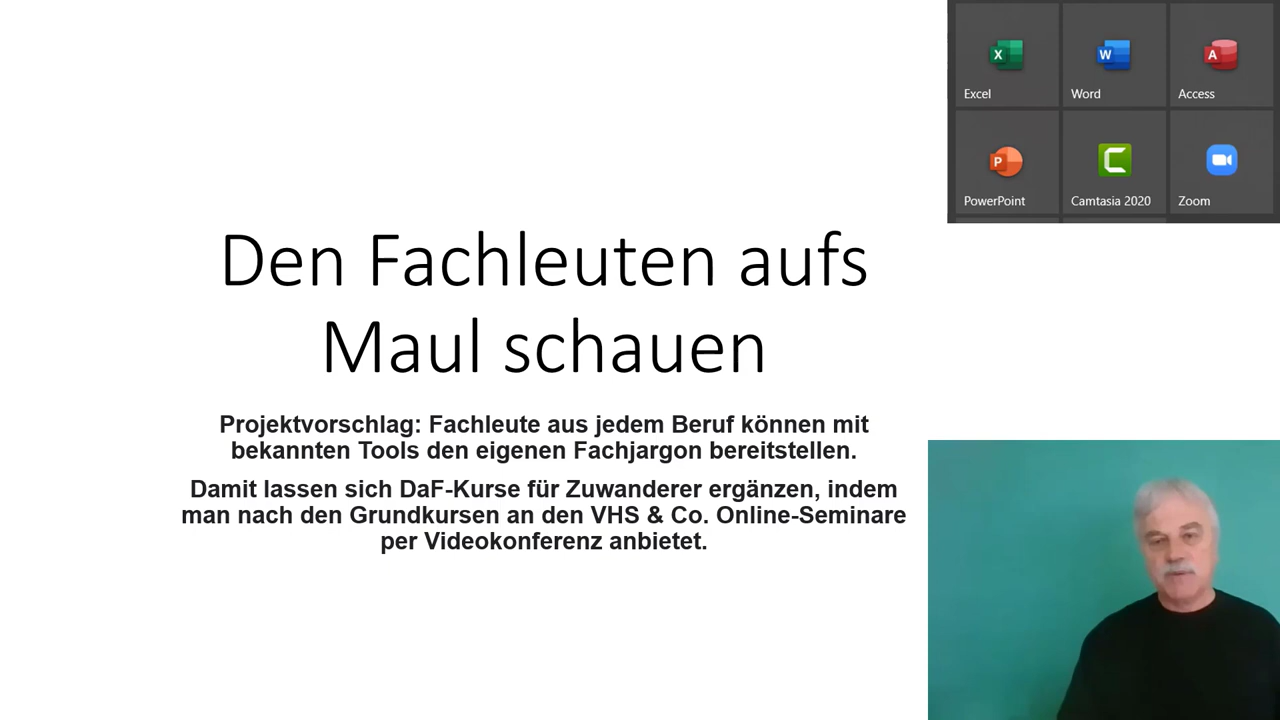 Excel
Word
Access
PowerPoint
Camtasia 2020
Zoom
Den Fachleuten aufs
Maul schauen
Projektvorschlag: Fachleute aus jedem Beruf können mit
bekannten Tools den eigenen Fachjargon bereitstellen.
Damit lassen sich DaF-Kurse für Zuwanderer ergänzen, indem
man nach den Grundkursen an den VHS & Co. Online-Seminare
per Videokonferenz anbietet.